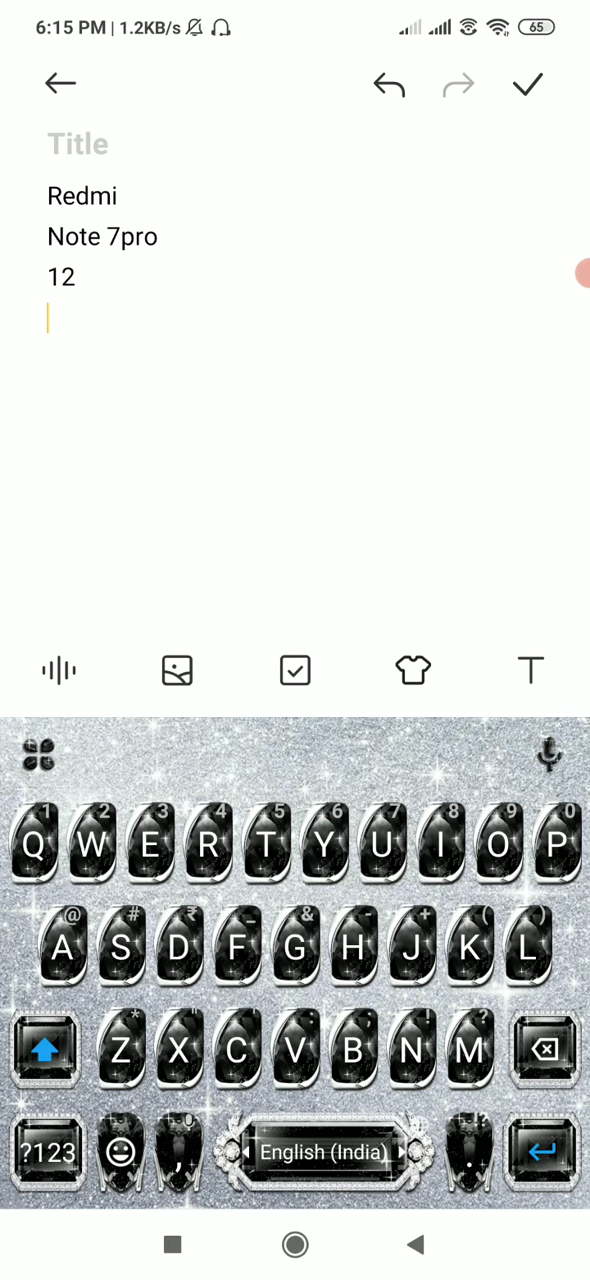 6:15 PM | 1.2KB/s 65
Title
Redmi
Note 7pro
12
1 2 3 4 5 6 7 8 9 0
Q W E R T Y U I O P
@ # ₹ _ & - + ( )
A S D F G H J K L
* " ' : ; ! ?
Z X C V B N M
?123 , English (India) .